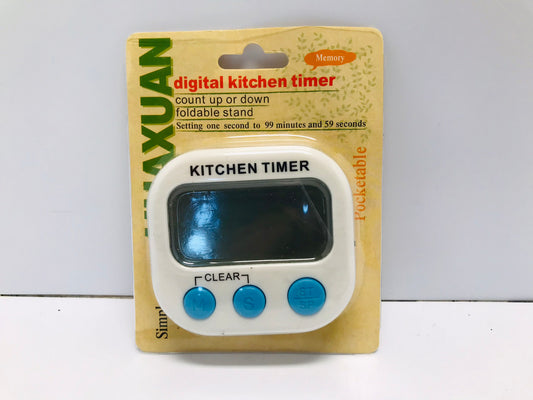 Memory
digital kitchen timer
count up or down
foldable stand
Setting one second to 99 minutes and 59 seconds
Pocketable
KITCHEN TIMER
CLEAR
M
S